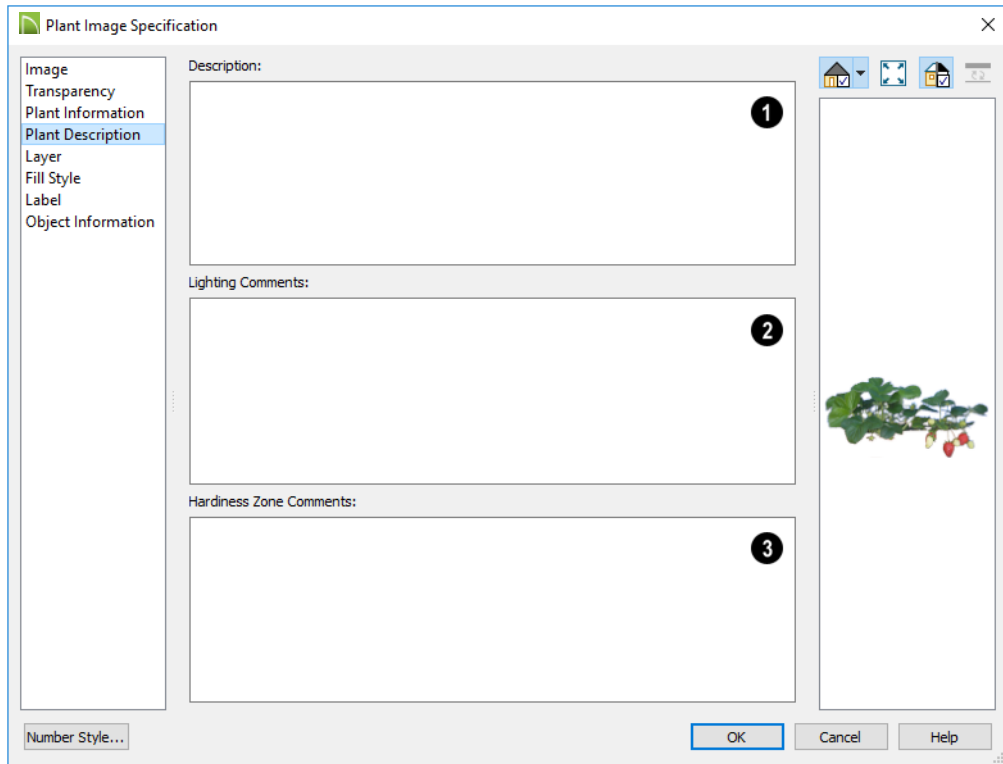 Plant Image Specification
Image
Transparency
Plant Information
Plant Description
Layer
Fill Style
Label
Object Information
Description:
1
Lighting Comments:
2
Hardiness Zone Comments:
3
Number Style...
OK
Cancel
Help